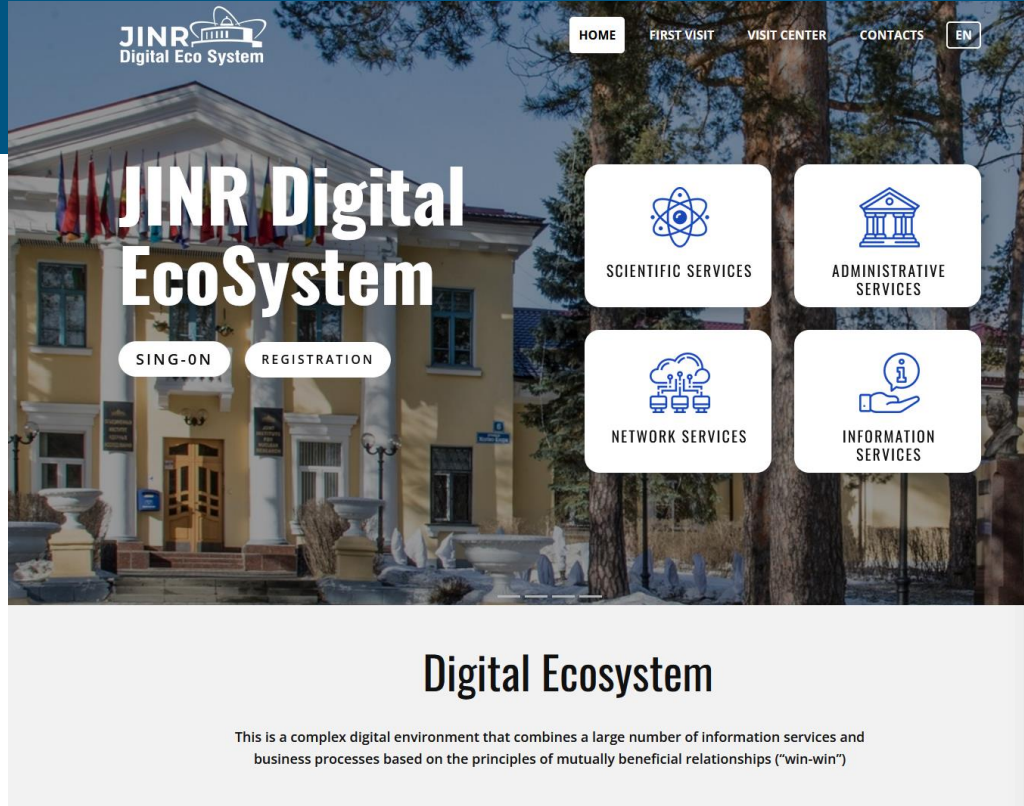 JINR
Digital Eco System
HOME
FIRST VISIT
VISIT CENTER
CONTACTS
EN
JINR Digital
EcoSystem
SING-0N
REGISTRATION
SCIENTIFIC SERVICES
ADMINISTRATIVE
SERVICES
NETWORK SERVICES
INFORMATION
SERVICES
Digital Ecosystem
This is a complex digital environment that combines a large number of information services and
business processes based on the principles of mutually beneficial relationships (“win-win”)